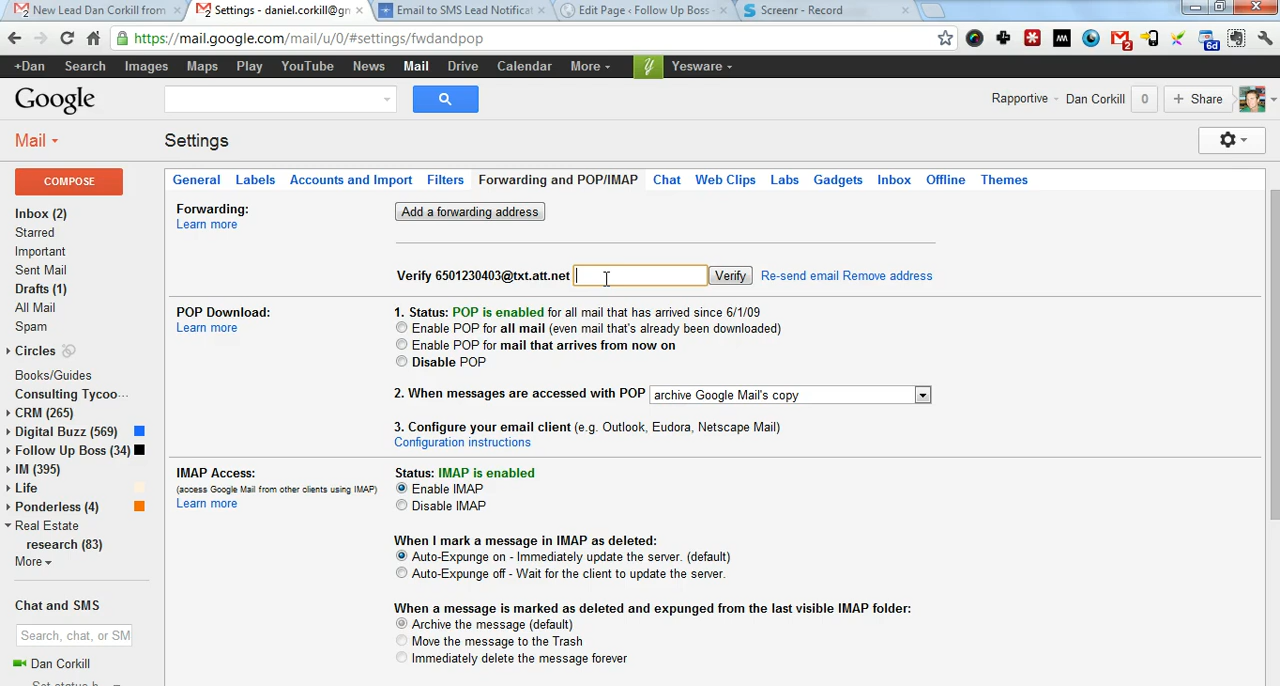 New Lead Dan Corkill from
Settings - daniel.corkill@gn
Email to SMS Lead Notificat
Edit Page ‹ Follow Up Boss -
Screenr - Record
https://mail.google.com/mail/u/0/#settings/fwdandpop
2
6d
+Dan Search Images Maps Play YouTube News Mail Drive Calendar More Yesware
Google
Rapportive Dan Corkill 0 + Share
Mail
Settings
COMPOSE
General Labels Accounts and Import Filters Forwarding and POP/IMAP Chat Web Clips Labs Gadgets Inbox Offline Themes
Inbox (2)
Starred
Important
Sent Mail
Drafts (1)
All Mail
Spam
Circles
Books/Guides
Consulting Tycoo...
CRM (265)
Digital Buzz (569)
Follow Up Boss (34)
IM (395)
Life
Ponderless (4)
Real Estate
research (83)
More
Chat and SMS
Search, chat, or SM
Dan Corkill
Set status h
Forwarding:
Learn more
Add a forwarding address
Verify 6501230403@txt.att.net Verify Re-send email Remove address
POP Download:
Learn more
1. Status: POP is enabled for all mail that has arrived since 6/1/09
Enable POP for all mail (even mail that's already been downloaded)
Enable POP for mail that arrives from now on
Disable POP
2. When messages are accessed with POP archive Google Mail's copy
3. Configure your email client (e.g. Outlook, Eudora, Netscape Mail)
Configuration instructions
IMAP Access:
(access Google Mail from other clients using IMAP)
Learn more
Status: IMAP is enabled
Enable IMAP
Disable IMAP
When I mark a message in IMAP as deleted:
Auto-Expunge on - Immediately update the server. (default)
Auto-Expunge off - Wait for the client to update the server.
When a message is marked as deleted and expunged from the last visible IMAP folder:
Archive the message (default)
Move the message to the Trash
Immediately delete the message forever